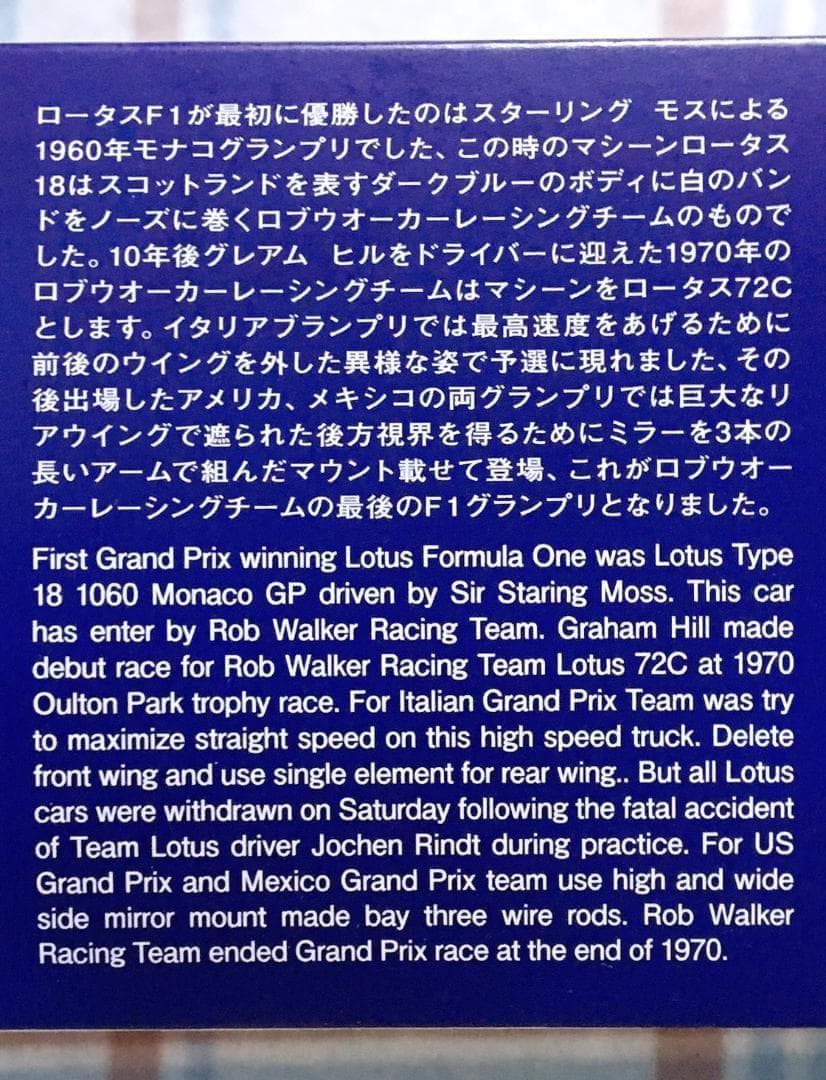 ロータスF1が最初に優勝したのはスターリング モスによる
1960年モナコグランプリでした、この時のマシーンロータス
18はスコットランドを表すダークブルーのボディに白のバン
ドをノーズに巻くロブウオーカーレーシングチームのもので
した。10年後グレアム ヒルをドライバーに迎えた1970年の
ロブウオーカーレーシングチームはマシーンをロータス72C
とします。イタリアブランプリでは最高速度をあげるために
前後のウイングを外した異様な姿で予選に現れました、その
後出場したアメリカ、メキシコの両グランプリでは巨大なリ
アウイングで遮られた後方視界を得るためにミラーを3本の
長いアームで組んだマウント載せて登場、これがロブウオー
カーレーシングチームの最後のF1グランプリとなりました。
First Grand Prix winning Lotus Formula One was Lotus Type
18 1060 Monaco GP driven by Sir Staring Moss. This car
has enter by Rob Walker Racing Team. Graham Hill made
debut race for Rob Walker Racing Team Lotus 72C at 1970
Oulton Park trophy race. For Italian Grand Prix Team was try
to maximize straight speed on this high speed truck. Delete
front wing and use single element for rear wing.. But all Lotus
cars were withdrawn on Saturday following the fatal accident
of Team Lotus driver Jochen Rindt during practice. For US
Grand Prix and Mexico Grand Prix team use high and wide
side mirror mount made bay three wire rods. Rob Walker
Racing Team ended Grand Prix race at the end of 1970.